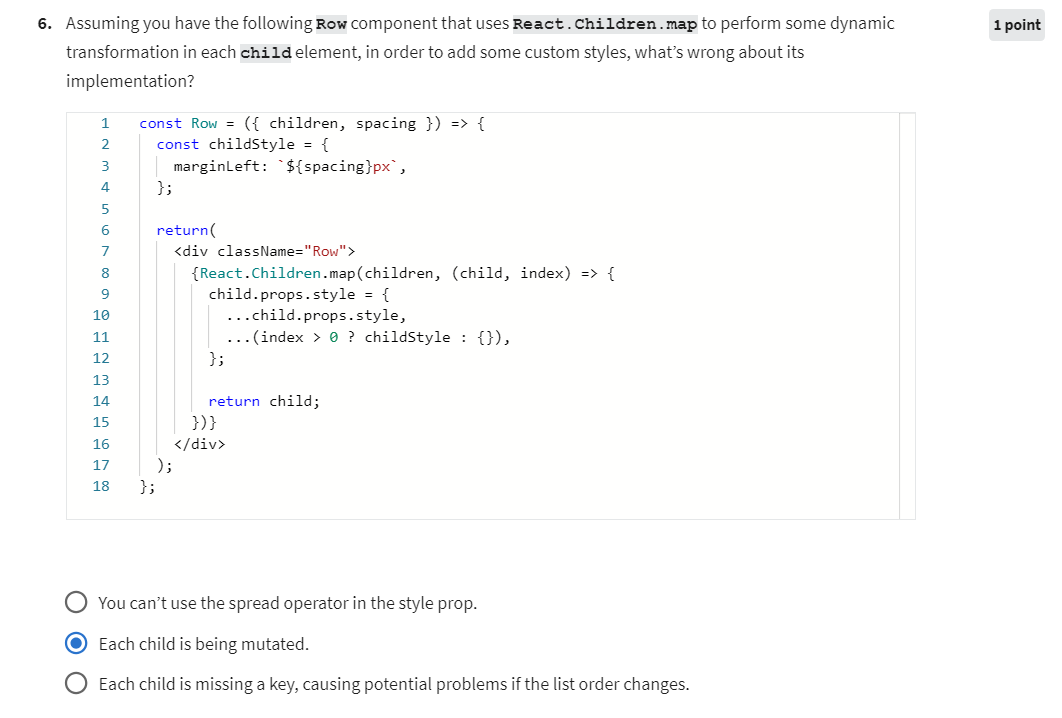 6. Assuming you have the following Row component that uses React.Children.map to perform some dynamic
1 point
transformation in each child element, in order to add some custom styles, what’s wrong about its
implementation?
1 const Row = ({ children, spacing }) => {
2 const childStyle = {
3 marginLeft: `${spacing}px`,
4 };
5
6 return(
7 <div className="Row">
8 {React.Children.map(children, (child, index) => {
9 child.props.style = {
10 ...child.props.style,
11 ...(index > 0 ? childStyle : {}),
12 };
13
14 return child;
15 })}
16 </div>
17 );
18 };
You can’t use the spread operator in the style prop.
Each child is being mutated.
Each child is missing a key, causing potential problems if the list order changes.